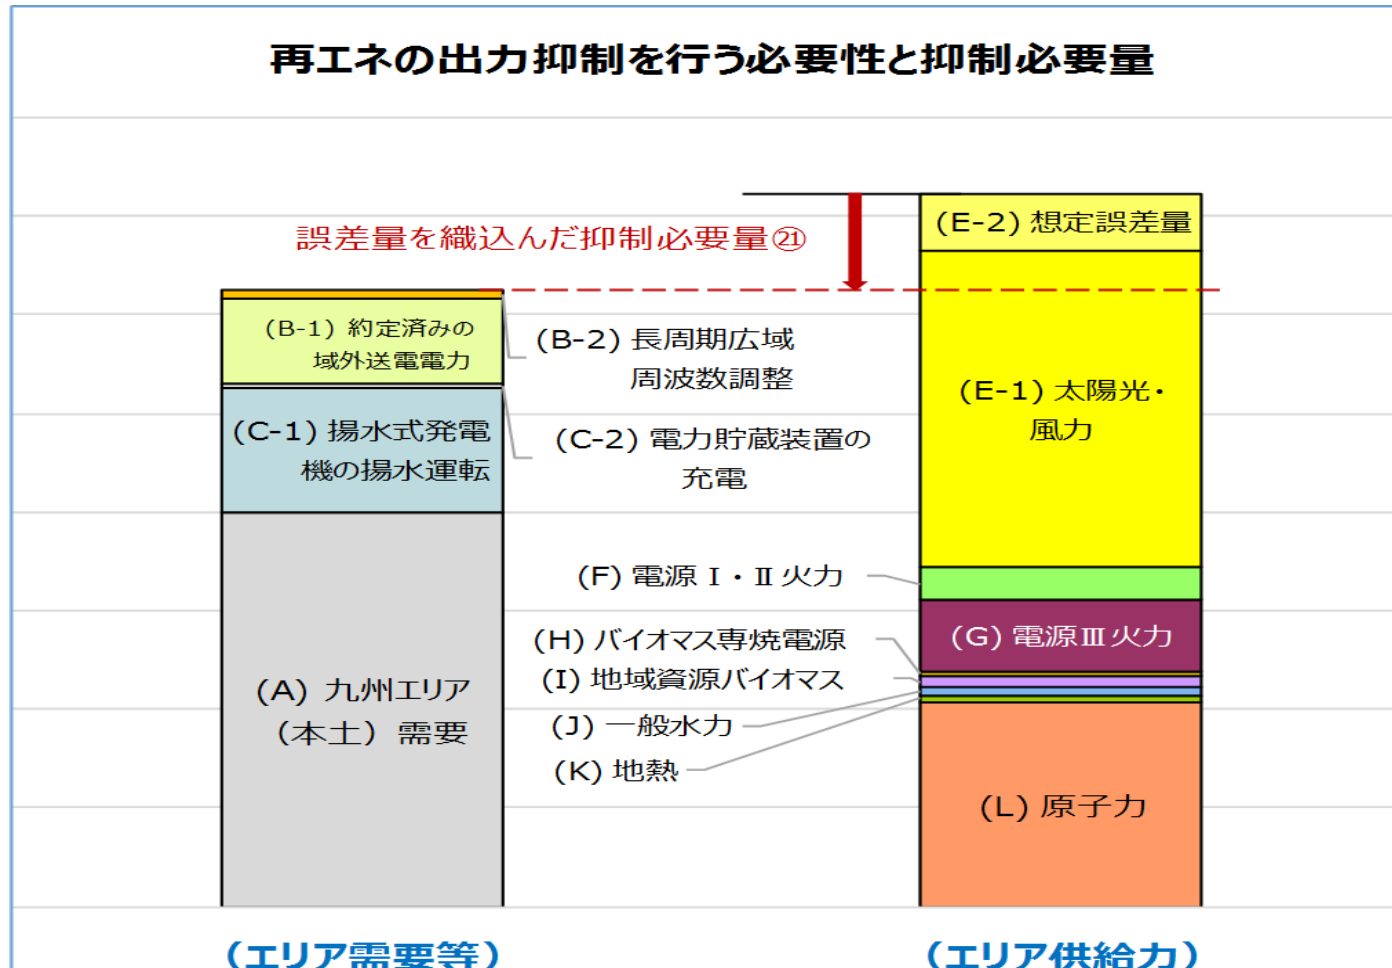 再エネの出力抑制を行う必要性と抑制必要量
誤差量を織込んだ抑制必要量㉑
(B-1) 約定済みの
域外送電電力
(B-2) 長周期広域
周波数調整
(C-1) 揚水式発電
機の揚水運転
(C-2) 電力貯蔵装置の
充電
(A) 九州エリア
（本土）需要
(E-2) 想定誤差量
(E-1) 太陽光・
風力
(F) 電源Ⅰ・Ⅱ火力
(G) 電源Ⅲ火力
(H) バイオマス専焼電源
(I) 地域資源バイオマス
(J) 一般水力
(K) 地熱
(L) 原子力
（エリア需要等）
（エリア供給力）